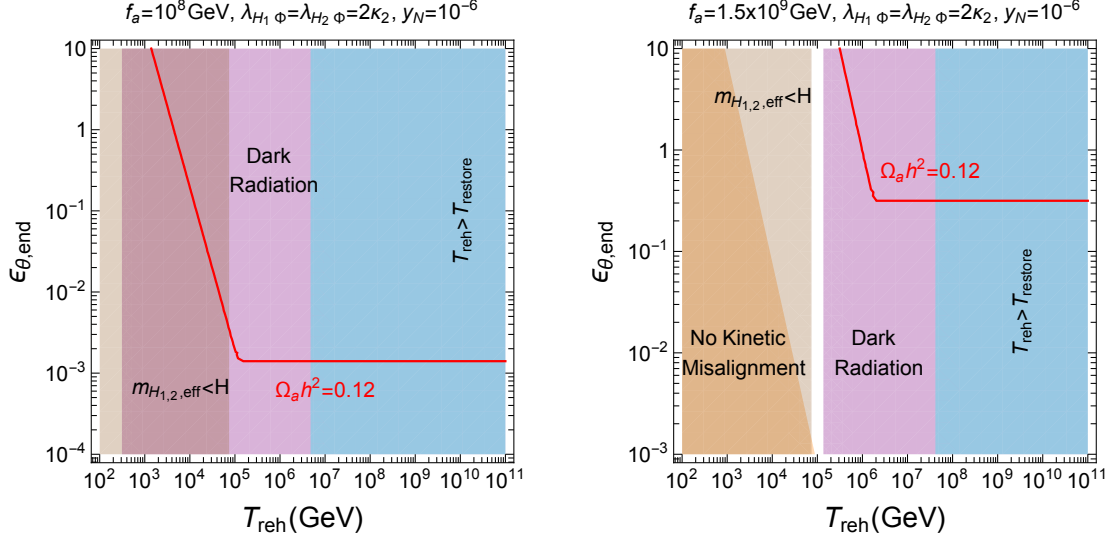 f_a=10^8 GeV, λ_{H_1 Φ}=λ_{H_2 Φ}=2κ_2, y_N=10^{-6}
10
1
10^{-1}
10^{-2}
10^{-3}
10^{-4}
ϵ_{θ,end}
Dark
Radiation
T_reh > T_restore
m_{H_{1,2},eff}<H
Ω_a h^2=0.12
10^2 10^3 10^4 10^5 10^6 10^7 10^8 10^9 10^{10} 10^{11}
T_reh(GeV)
f_a=1.5x10^9 GeV, λ_{H_1 Φ}=λ_{H_2 Φ}=2κ_2, y_N=10^{-6}
10
1
10^{-1}
10^{-2}
10^{-3}
ϵ_{θ,end}
m_{H_{1,2},eff}<H
Ω_a h^2=0.12
No Kinetic
Misalignment
Dark
Radiation
T_reh > T_restore
10^2 10^3 10^4 10^5 10^6 10^7 10^8 10^9 10^{10} 10^{11}
T_reh(GeV)